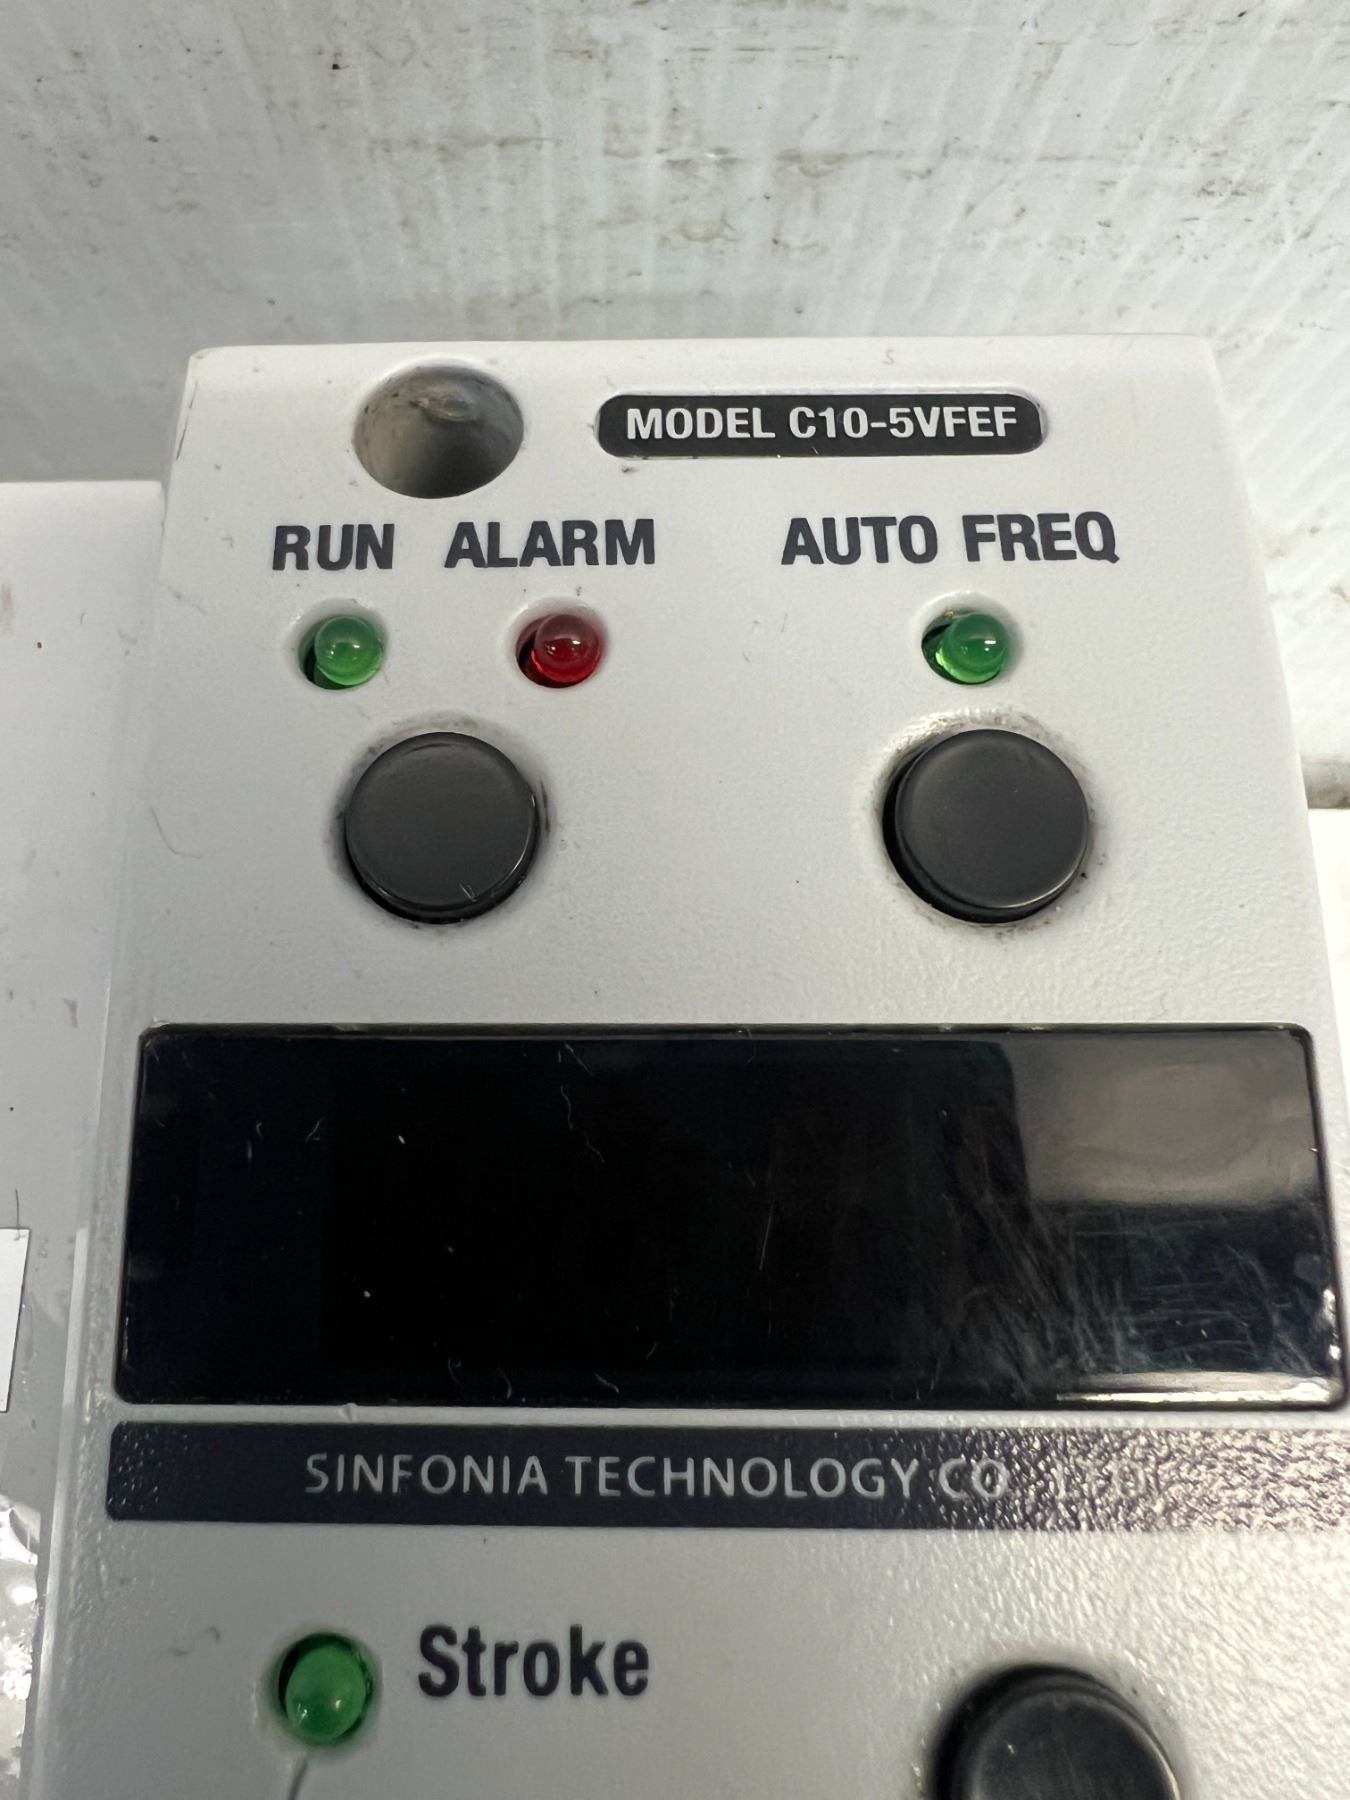 MODEL C10-5VFEF
RUN ALARM AUTO FREQ
SINFONIA TECHNOLOGY CO
Stroke